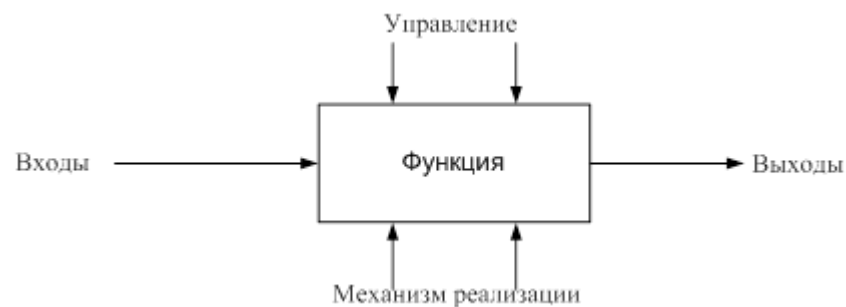 Управление
Входы
Функция
Выходы
Механизм реализации